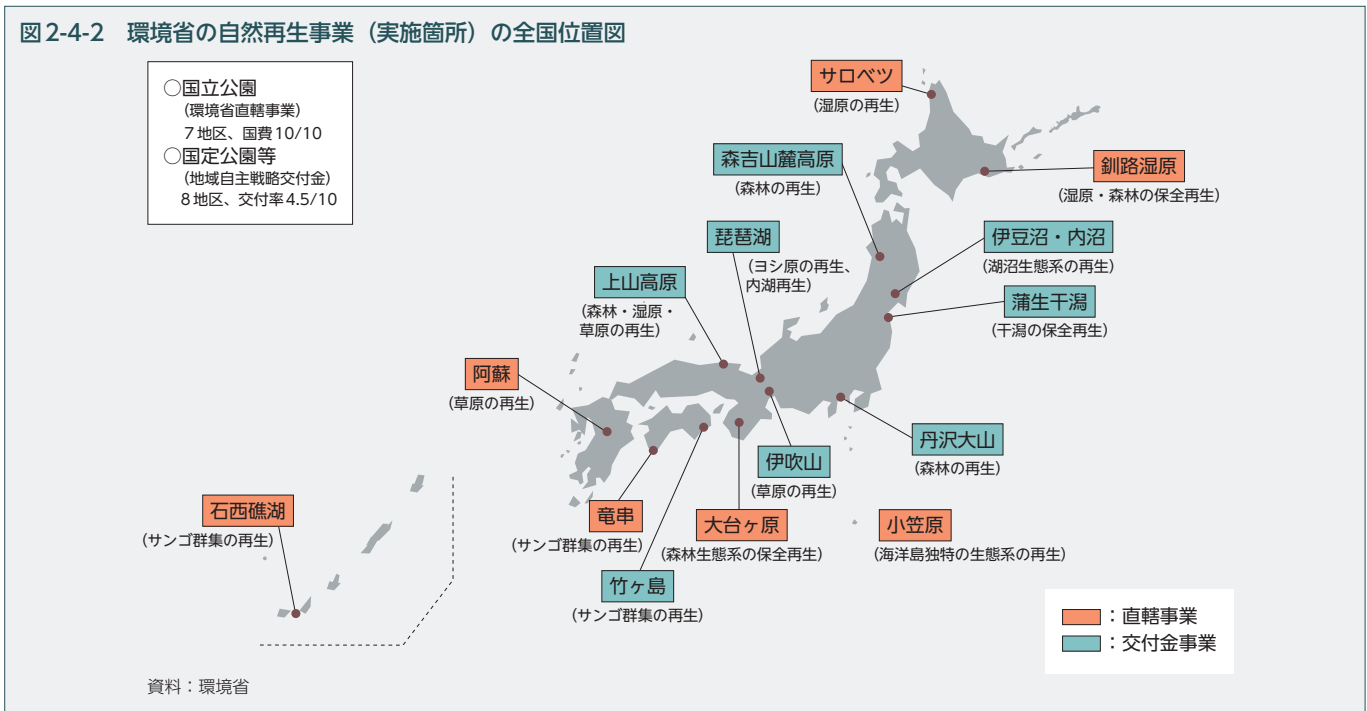 図2-4-2 環境省の自然再生事業(実施箇所)の全国位置図
○国立公園
(環境省直轄事業)
7地区、国費10/10
○国定公園等
(地域自主戦略交付金)
8地区、交付率4.5/10
サロベツ
(湿原の再生)
森吉山麓高原
(森林の再生)
釧路湿原
(湿原・森林の保全再生)
琵琶湖
(ヨシ原の再生、
内湖再生)
伊豆沼・内沼
(湖沼生態系の再生)
上山高原
(森林・湿原・
草原の再生)
蒲生干潟
(干潟の保全再生)
阿蘇
(草原の再生)
丹沢大山
(森林の再生)
伊吹山
(草原の再生)
石西礁湖
(サンゴ群集の再生)
竜串
(サンゴ群集の再生)
大台ヶ原
(森林生態系の保全再生)
小笠原
(海洋島独特の生態系の再生)
竹ヶ島
(サンゴ群集の再生)
:直轄事業
:交付金事業
資料:環境省